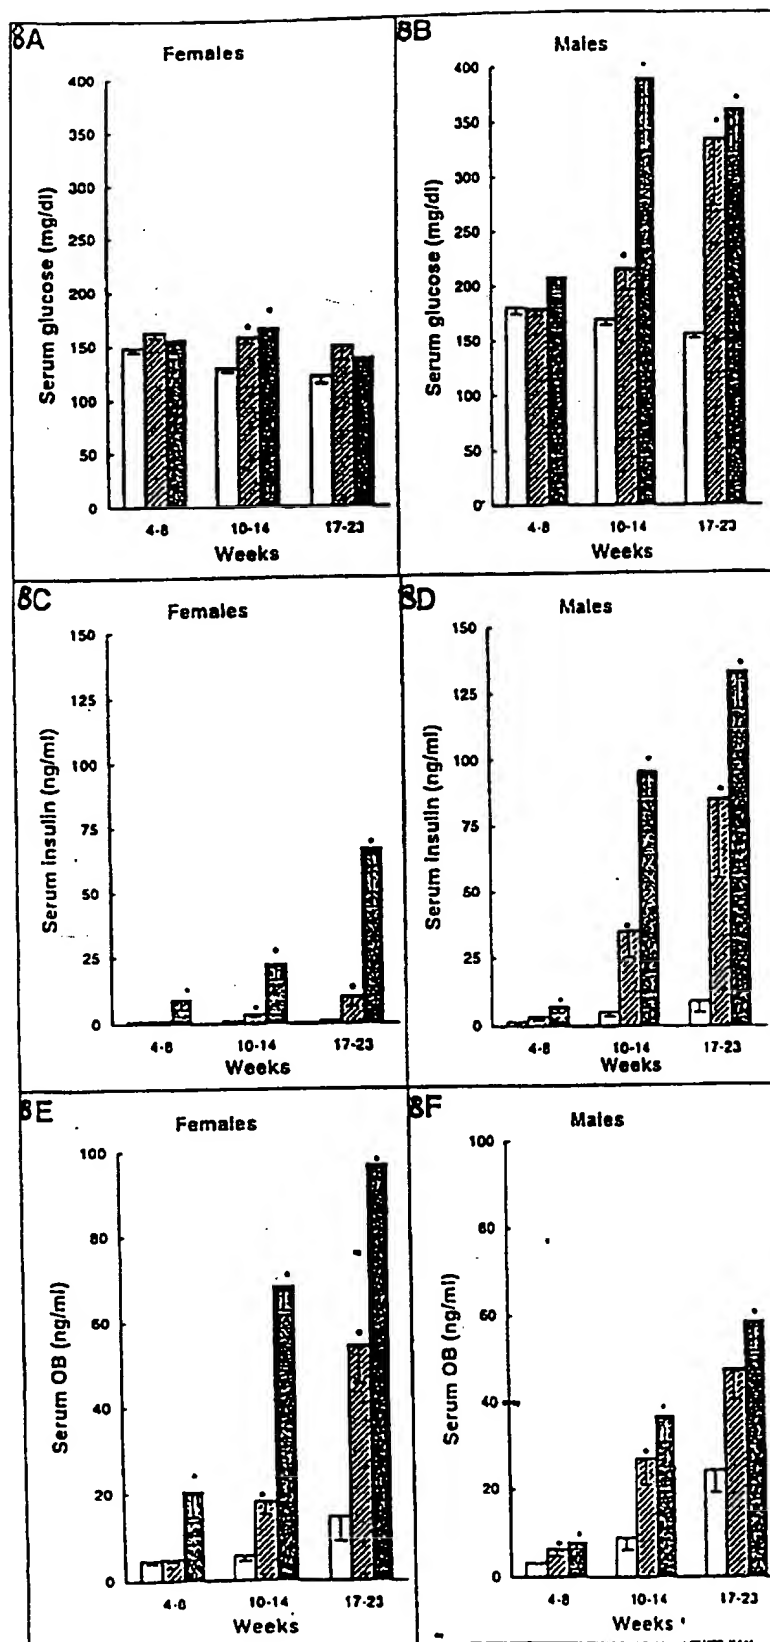 8A
Females
Serum glucose (mg/dl)
400
350
300
250
200
150
100
50
0
4-8
10-14
17-23
Weeks
8B
Males
Serum glucose (mg/dl)
400
350
300
250
200
150
100
50
0
4-8
10-14
17-23
Weeks
8C
Females
Serum insulin (ng/ml)
150
125
100
75
50
25
0
4-8
10-14
17-23
Weeks
8D
Males
Serum insulin (ng/ml)
150
125
100
75
50
25
0
4-8
10-14
17-23
Weeks
8E
Females
Serum OB (ng/ml)
100
80
60
40
20
0
4-8
10-14
17-23
Weeks
8F
Males
Serum OB (ng/ml)
100
80
60
40
20
0
4-8
10-14
17-23
Weeks